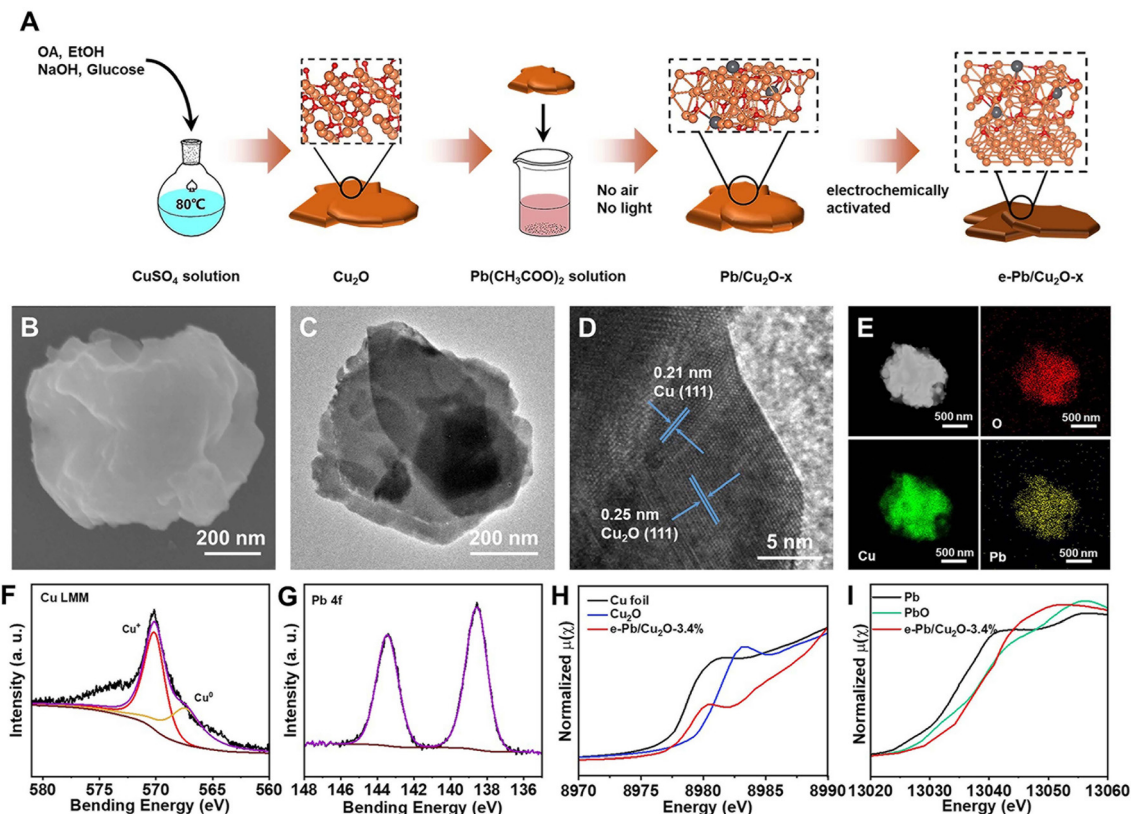 A
OA, EtOH
NaOH, Glucose
80℃
No air
No light
electrochemically
activated
CuSO₄ solution
Cu₂O
Pb(CH₃COO)₂ solution
Pb/Cu₂O-x
e-Pb/Cu₂O-x
B
200 nm
C
200 nm
D
0.21 nm
Cu (111)
0.25 nm
Cu₂O (111)
5 nm
E
500 nm
O
500 nm
Cu
500 nm
Pb
500 nm
F
Cu LMM
Cu⁺
Cu⁰
Intensity (a. u.)
580 575 570 565 560
Bending Energy (eV)
G
Pb 4f
Intensity (a. u.)
148 146 144 142 140 138 136
Bending Energy (eV)
H
Cu foil
Cu₂O
e-Pb/Cu₂O-3.4%
Normalized μ(χ)
8970 8975 8980 8985 8990
Energy (eV)
I
Pb
PbO
e-Pb/Cu₂O-3.4%
Normalized μ(χ)
13020 13030 13040 13050 13060
Energy (eV)